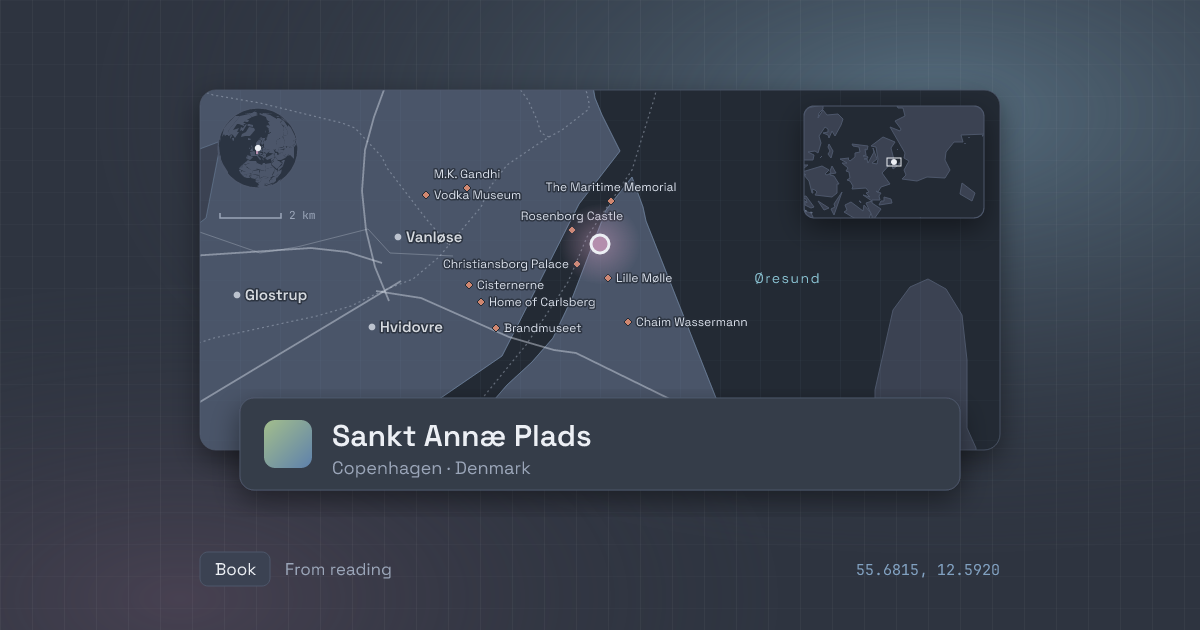 M.K. Gandhi
Vodka Museum
The Maritime Memorial
2 km
Rosenborg Castle
Vanløse
Christiansborg Palace
Lille Mølle
Øresund
Cisternerne
Glostrup
Home of Carlsberg
Hvidovre
Brandmuseet
Chaim Wassermann
Sankt Annæ Plads
Copenhagen · Denmark
Book
From reading
55.6815, 12.5920